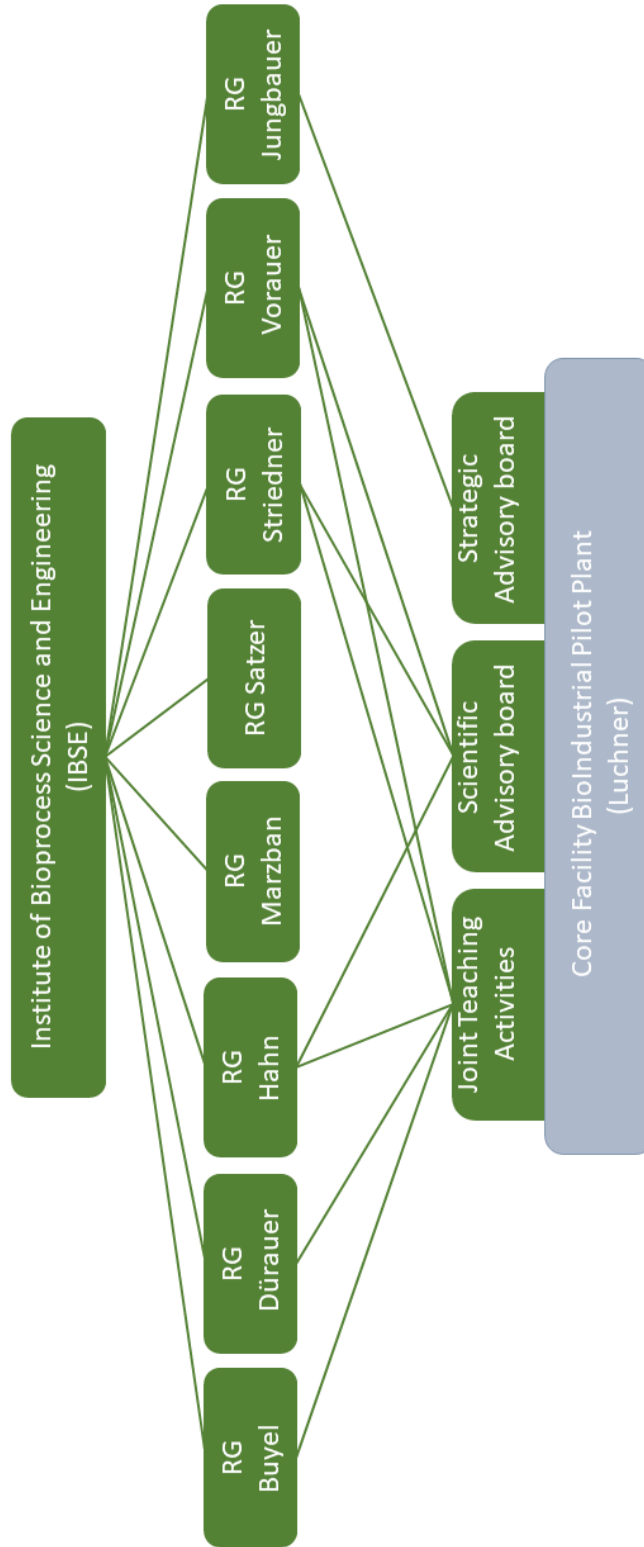 Institute of Bioprocess Science and Engineering
(IBSE)
RG
Buyel
RG
Dürauer
RG
Hahn
RG
Marzban
RG Satzer
RG
Striedner
RG
Vorauer
RG
Jungbauer
Joint Teaching
Activities
Scientific
Advisory board
Strategic
Advisory board
Core Facility BioIndustrial Pilot Plant
(Luchner)